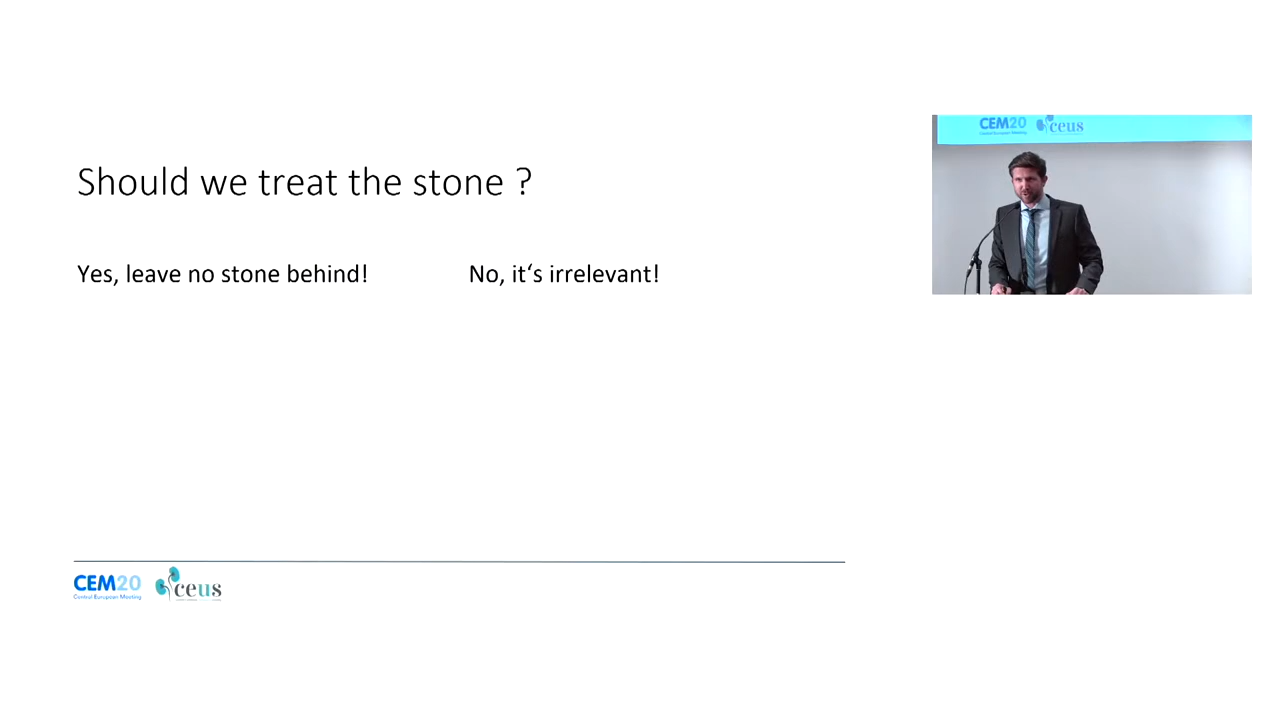 CEM20
ceus
Should we treat the stone ?
Yes, leave no stone behind!
No, it‘s irrelevant!
CEM20
Central European Meeting
ceus